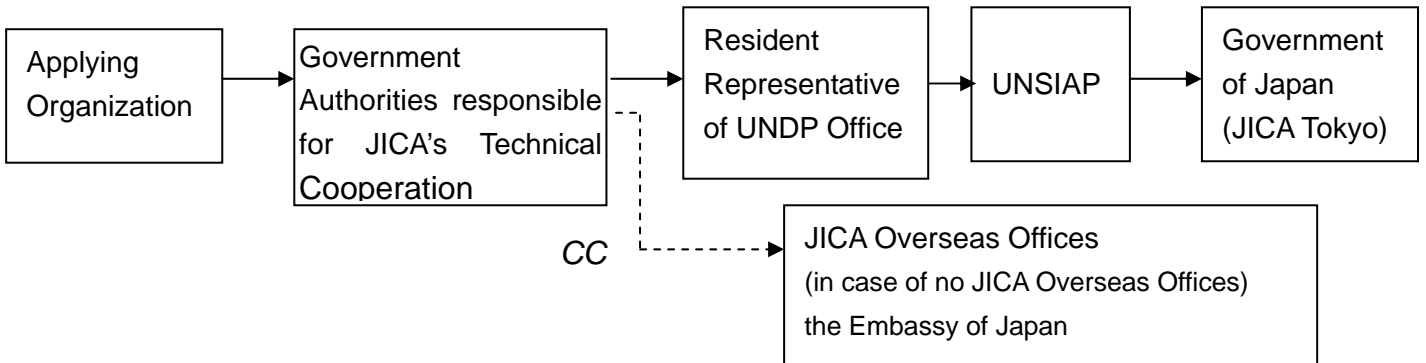 Applying
Organization
Government
Authorities responsible
for JICA's Technical
Cooperation
Resident
Representative
of UNDP Office
UNSIAP
Government
of Japan
(JICA Tokyo)
CC
JICA Overseas Offices
(in case of no JICA Overseas Offices)
the Embassy of Japan